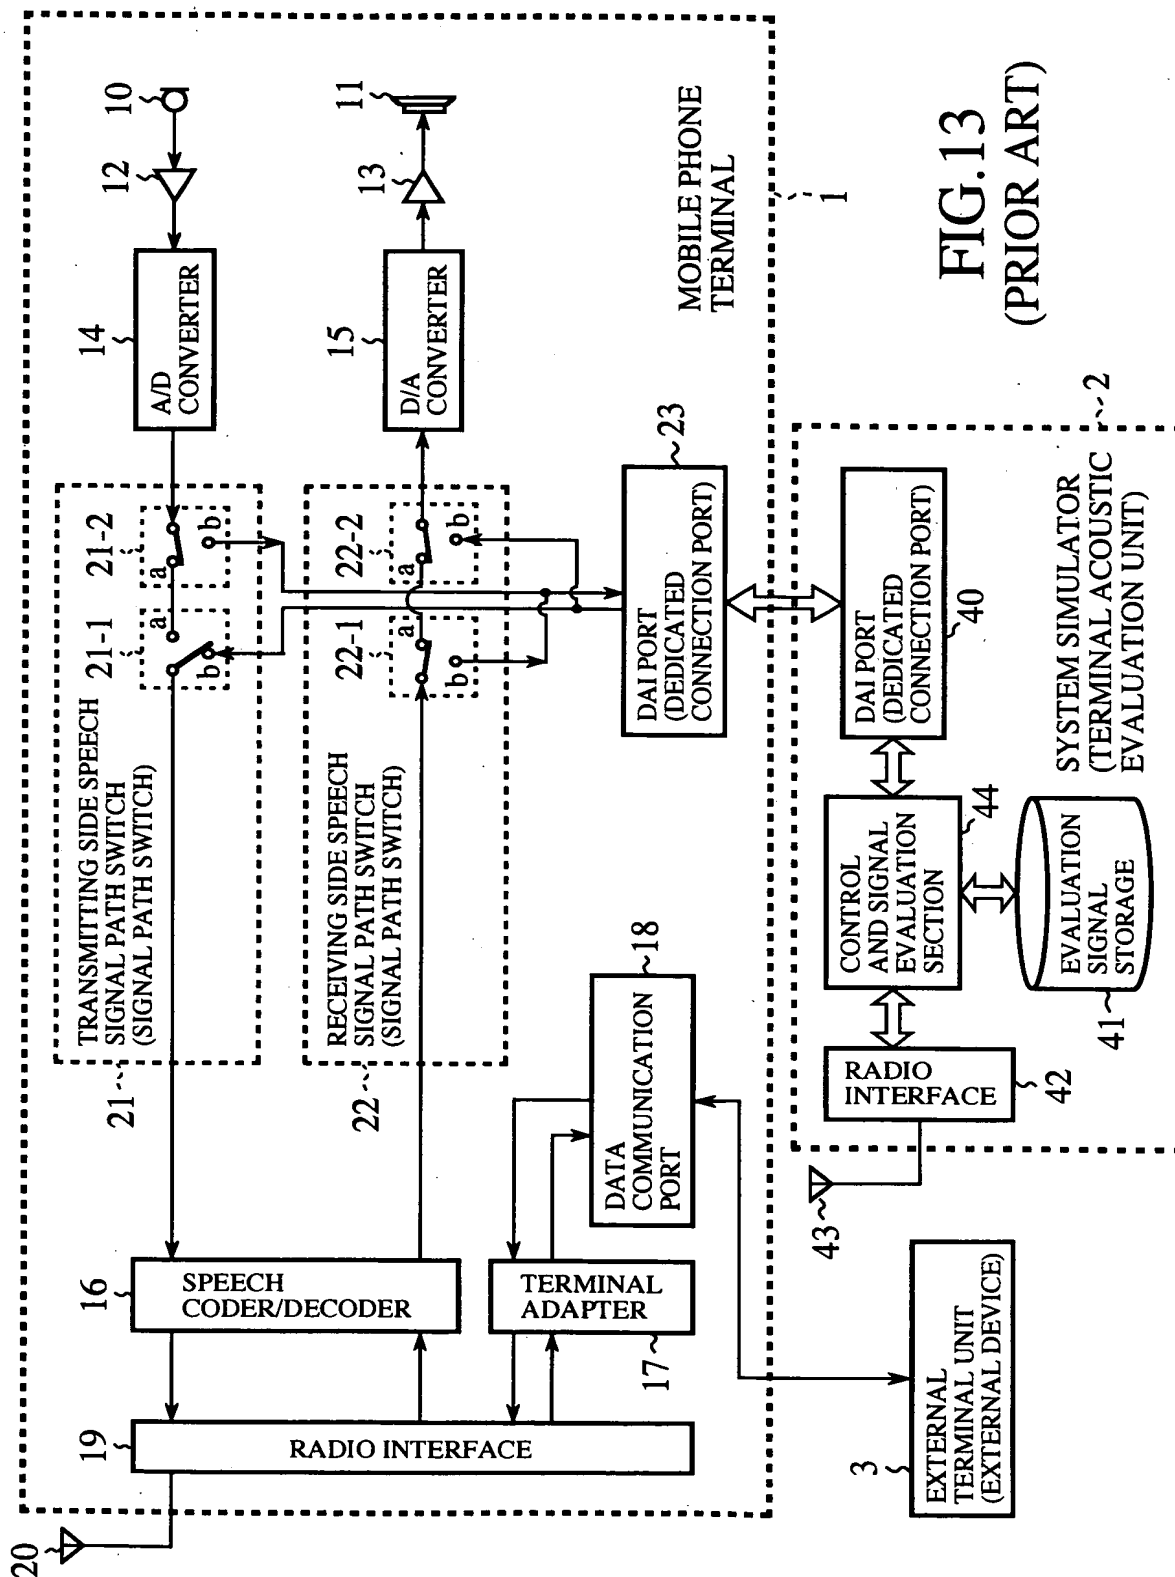 10
12
14
A/D
CONVERTER
21-2
a
b
21-1
a
b
TRANSMITTING SIDE SPEECH
SIGNAL PATH SWITCH
(SIGNAL PATH SWITCH)
21
16
SPEECH
CODER/DECODER
19
RADIO INTERFACE
20
11
13
15
D/A
CONVERTER
22-2
a
b
22-1
a
b
RECEIVING SIDE SPEECH
SIGNAL PATH SWITCH
(SIGNAL PATH SWITCH)
22
TERMINAL
ADAPTER
17
DATA
COMMUNICATION
PORT
18
DAI PORT
(DEDICATED
CONNECTION PORT)
23
MOBILE PHONE
TERMINAL
1
DAI PORT
(DEDICATED
CONNECTION PORT)
40
CONTROL
AND SIGNAL
EVALUATION
SECTION
44
RADIO
INTERFACE
42
43
EVALUATION
SIGNAL
STORAGE
41
SYSTEM SIMULATOR
(TERMINAL ACOUSTIC
EVALUATION UNIT)
2
EXTERNAL
TERMINAL UNIT
(EXTERNAL DEVICE)
3
FIG.13
(PRIOR ART)